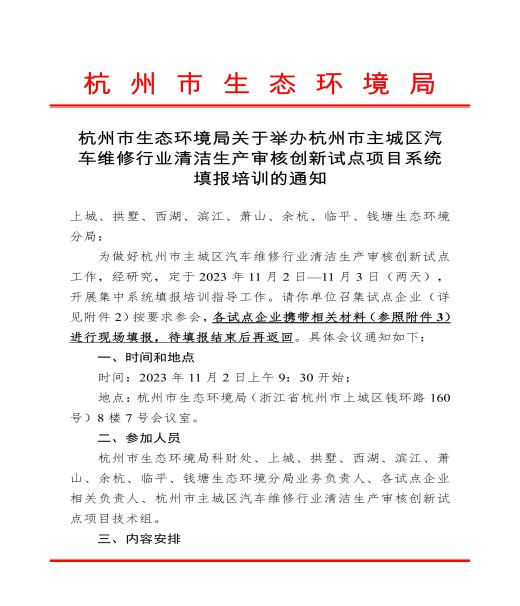 杭州市生态环境局
杭州市生态环境局关于举办杭州市主城区汽
车维修行业清洁生产审核创新试点项目系统
填报培训的通知
上城、拱墅、西湖、滨江、萧山、余杭、临平、钱塘生态环境
分局：
为做好杭州市主城区汽车维修行业清洁生产审核创新试点
工作，经研究，定于 2023 年 11 月 2 日—11 月 3 日（两天），
开展集中系统填报培训指导工作。请你单位召集试点企业（详
见附件 2）按要求参会，各试点企业携带相关材料（参照附件 3）
进行现场填报，待填报结束后再返回。具体会议通知如下：
一、时间和地点
时间：2023 年 11 月 2 日上午 9：30 开始；
地点：杭州市生态环境局（浙江省杭州市上城区钱环路 160
号）8 楼 7 号会议室。
二、参加人员
杭州市生态环境局科财处、上城、拱墅、西湖、滨江、萧
山、余杭、临平、钱塘生态环境分局业务负责人、各试点企业
相关负责人、杭州市主城区汽车维修行业清洁生产审核创新试
点项目技术组。
三、内容安排